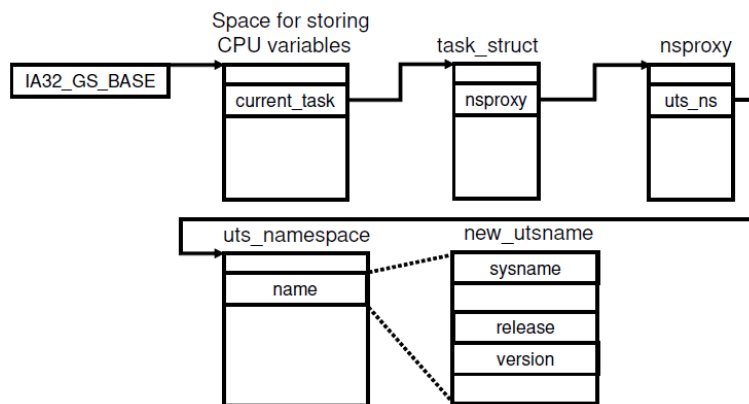 Space for storing
CPU variables
task_struct
nsproxy
IA32_GS_BASE
current_task
nsproxy
uts_ns
uts_namespace
new_utsname
sysname
name
release
version